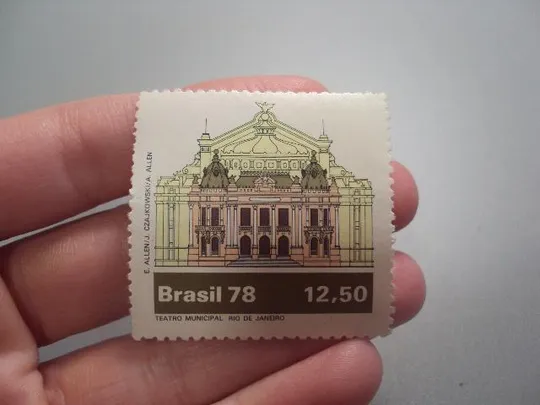 E. ALLEN/J. CZAJKOWSKI/A. ALLEN
Brasil 78 12,50
TEATRO MUNICIPAL RIO DE JANEIRO